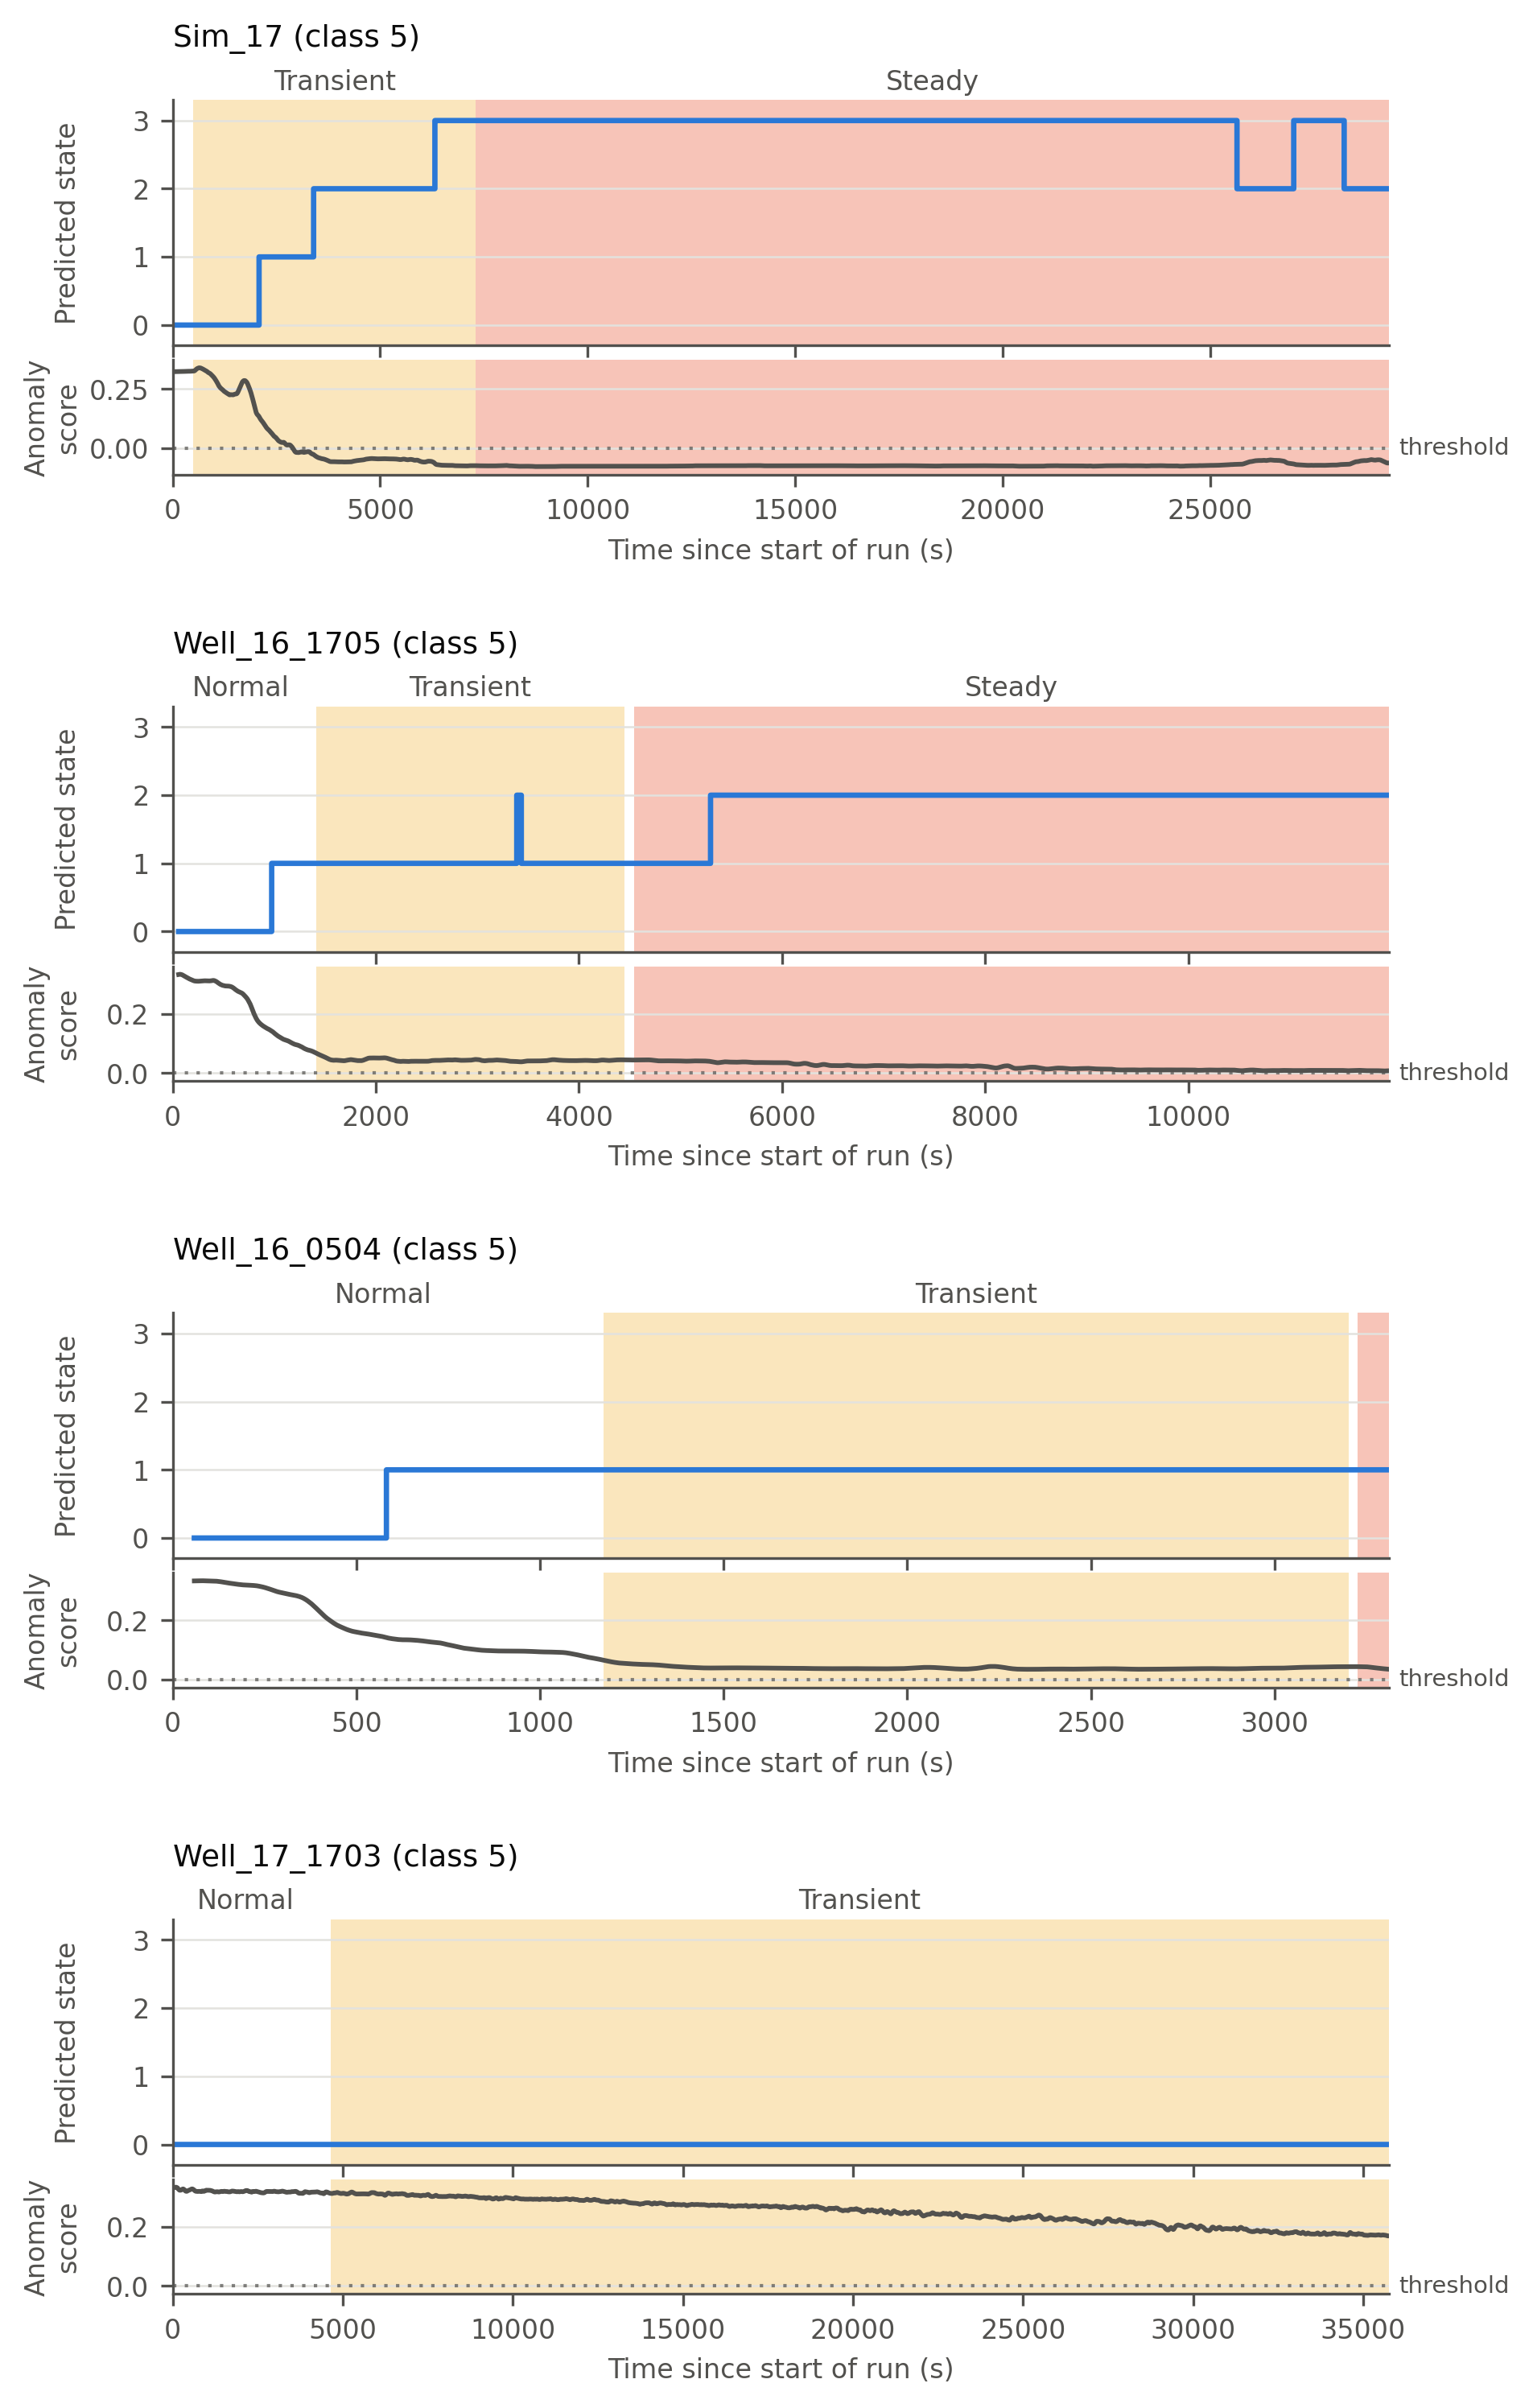 Sim_17 (class 5)
Transient Steady
Predicted state
3
2
1
0
Anomaly
score
0.25
0.00
threshold
0 5000 10000 15000 20000 25000
Time since start of run (s)
Well_16_1705 (class 5)
Normal Transient Steady
Predicted state
3
2
1
0
Anomaly
score
0.2
0.0
threshold
0 2000 4000 6000 8000 10000
Time since start of run (s)
Well_16_0504 (class 5)
Normal Transient
Predicted state
3
2
1
0
Anomaly
score
0.2
0.0
threshold
0 500 1000 1500 2000 2500 3000
Time since start of run (s)
Well_17_1703 (class 5)
Normal Transient
Predicted state
3
2
1
0
Anomaly
score
0.2
0.0
threshold
0 5000 10000 15000 20000 25000 30000 35000
Time since start of run (s)